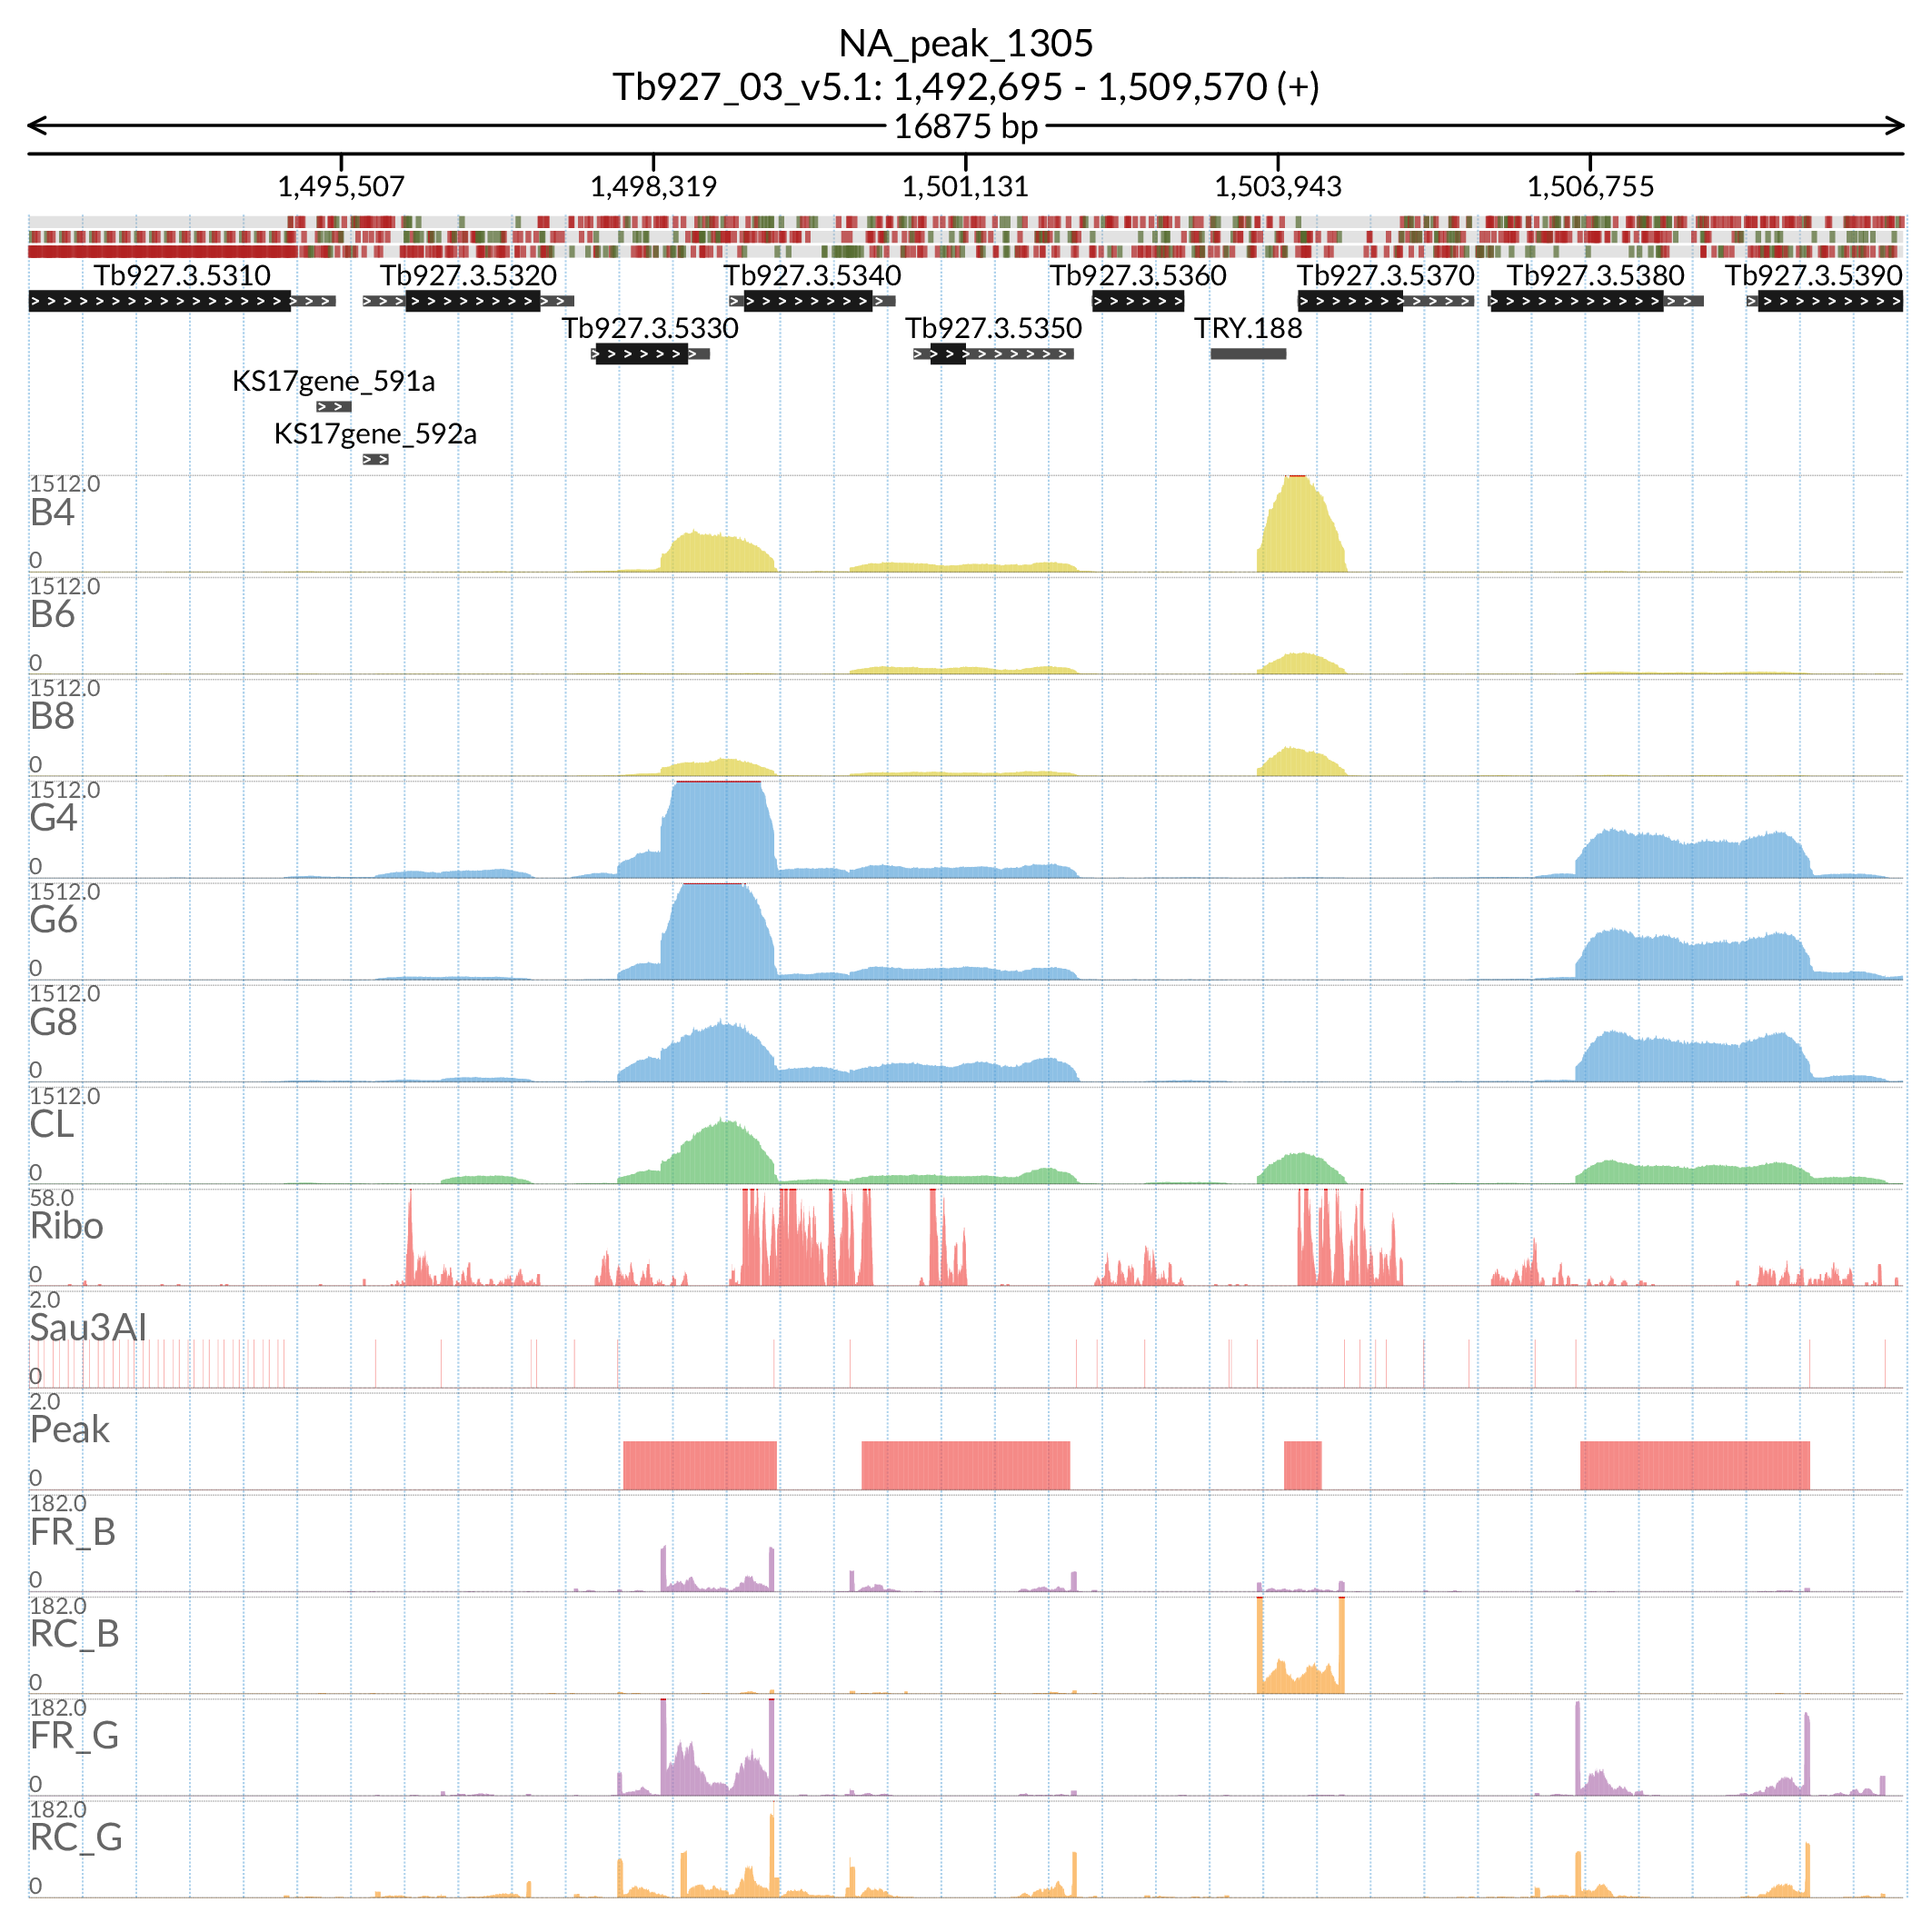 NA_peak_1305
Tb927_03_v5.1: 1,492,695 - 1,509,570 (+)
16875 bp
1,495,507 1,498,319 1,501,131 1,503,943 1,506,755
Tb927.3.5310 Tb927.3.5320 Tb927.3.5340 Tb927.3.5360 Tb927.3.5370 Tb927.3.5380 Tb927.3.5390
Tb927.3.5330 Tb927.3.5350 TRY.188
KS17gene_591a
KS17gene_592a
1512.0
B4
0
1512.0
B6
0
1512.0
B8
0
1512.0
G4
0
1512.0
G6
0
1512.0
G8
0
1512.0
CL
0
58.0
Ribo
0
2.0
Sau3AI
0
2.0
Peak
0
182.0
FR_B
0
182.0
RC_B
0
182.0
FR_G
0
182.0
RC_G
0